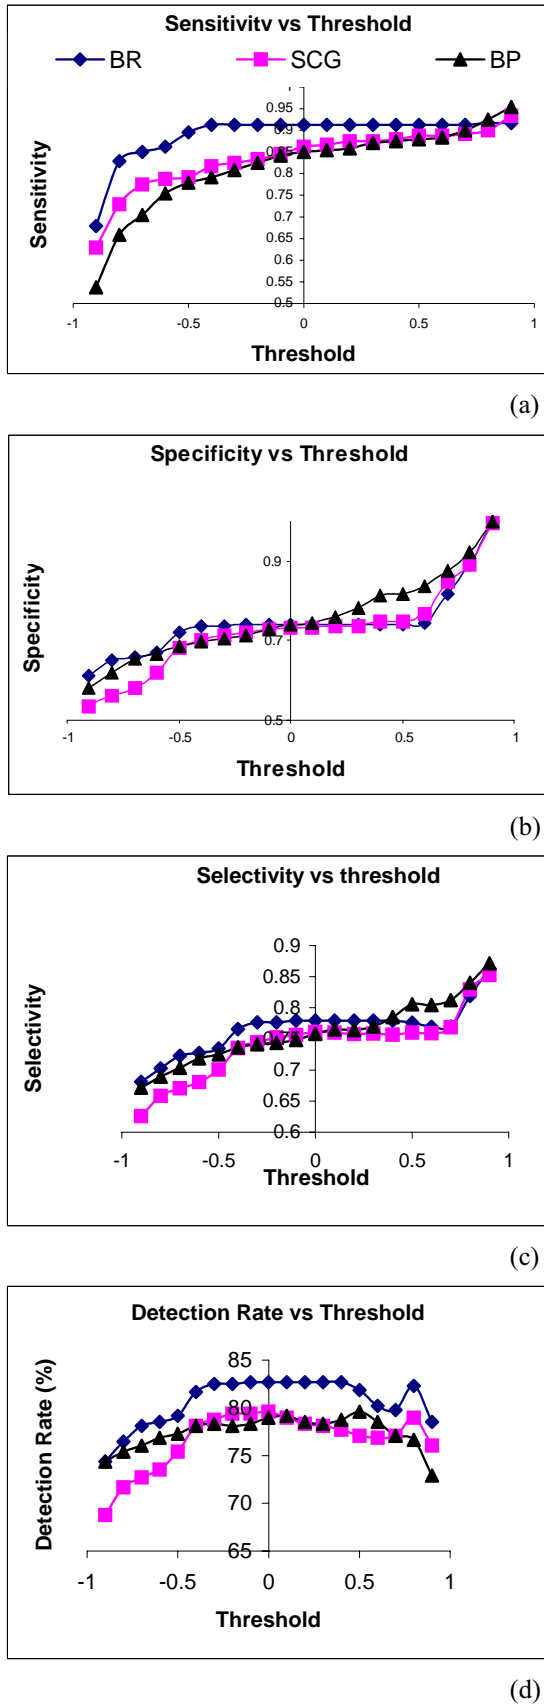 Sensitivity vs Threshold
BR SCG BP
0.95
0.9
0.85
0.8
0.75
0.7
0.65
0.6
0.55
0.5
-1 -0.5 0 0.5 1
Sensitivity
Threshold
(a)
Specificity vs Threshold
0.9
0.7
0.5
-1 -0.5 0 0.5 1
Specificity
Threshold
(b)
Selectivity vs threshold
0.9
0.85
0.8
0.75
0.7
0.65
0.6
-1 -0.5 0 0.5 1
Selectivity
Threshold
(c)
Detection Rate vs Threshold
85
80
75
70
65
-1 -0.5 0 0.5 1
Detection Rate (%)
Threshold
(d)